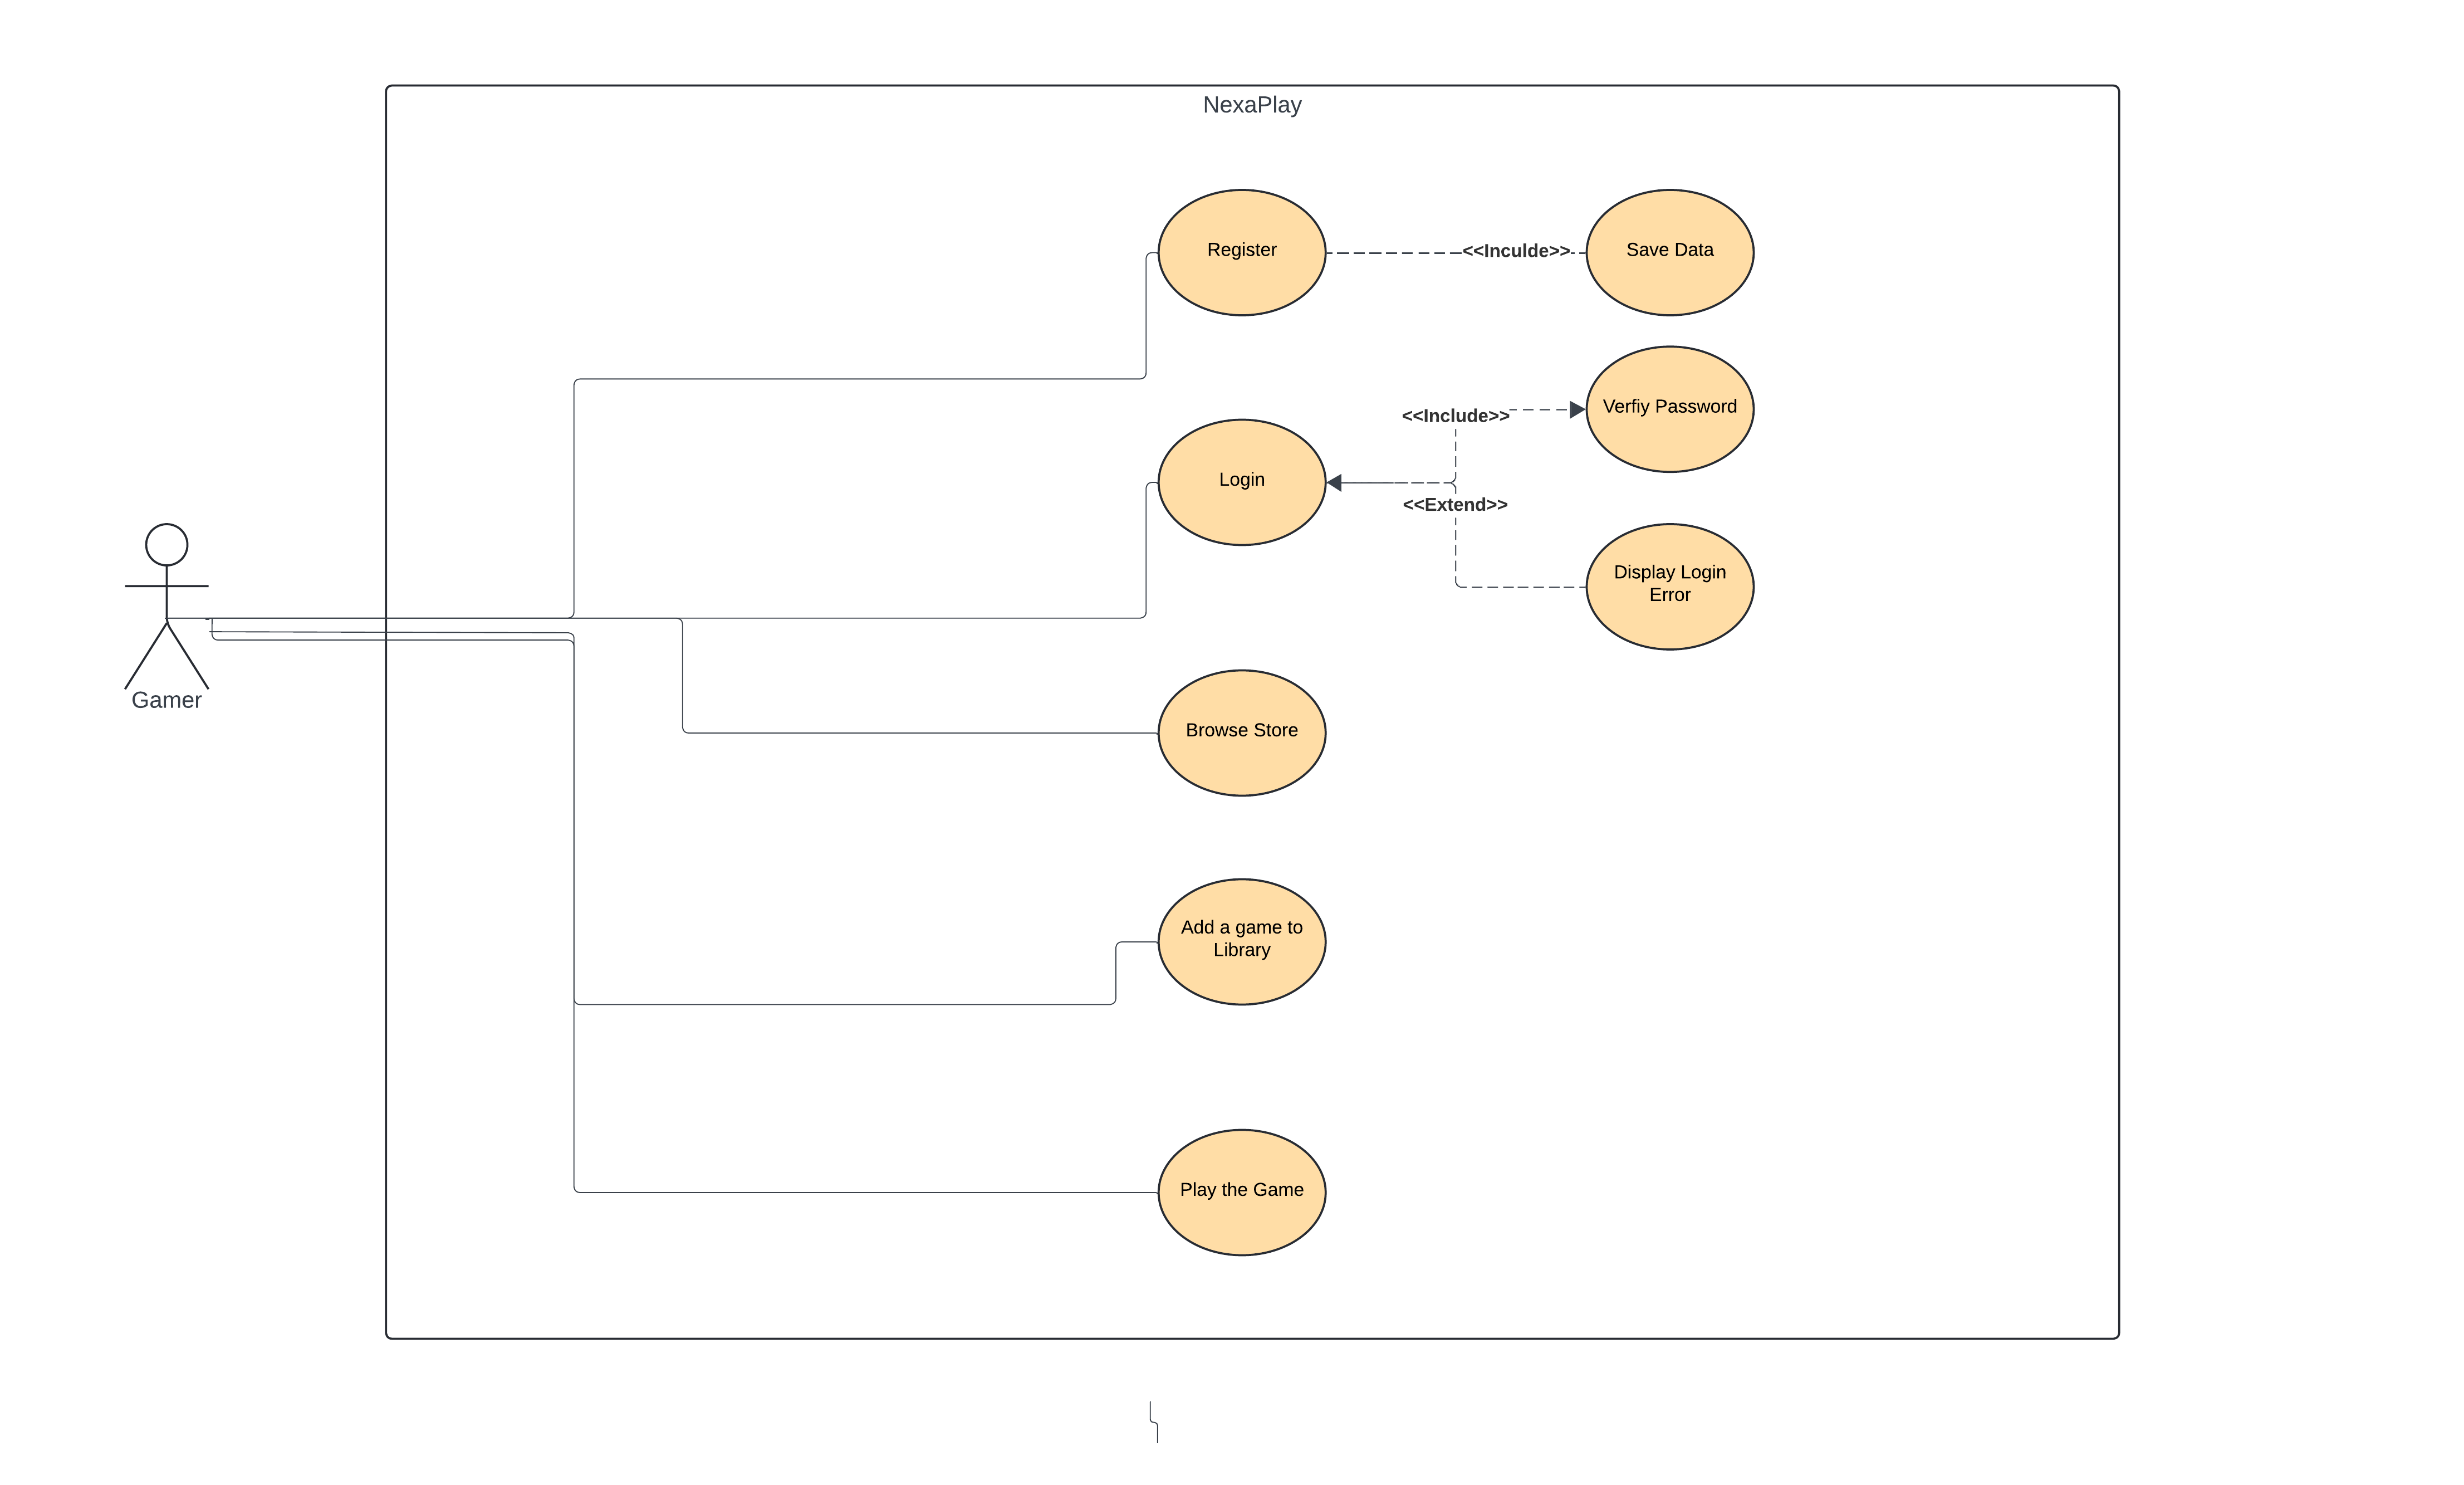 NexaPlay
Register
<<Inculde>>
Save Data
<<Include>>
Verfiy Password
Login
<<Extend>>
Display Login
Error
Gamer
Browse Store
Add a game to
Library
Play the Game